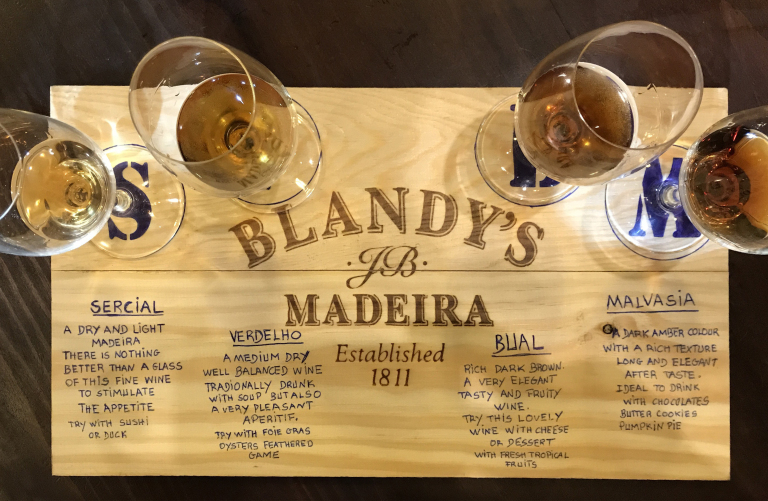 S
M
BLANDY'S
·JB·
MADEIRA
Established
1811
SERCIAL
A DRY AND LIGHT
MADEIRA
THERE IS NOTHING
BETTER THAN A GLASS
OF THIS FINE WINE
TO STIMULATE
THE APPETITE
TRY WITH SUSHI
OR DUCK
VERDELHO
A MEDIUM DRY
WELL BALANCED WINE
TRADIONALLY DRUNK
WITH SOUP BUT ALSO
A VERY PLEASANT
APERITIF.
TRY WITH FOIE GRAS
OYSTERS FEATHERED
GAME
BUAL
RICH DARK BROWN.
A VERY ELEGANT
TASTY AND FRUITY
WINE.
TRY THIS LOVELY
WINE WITH CHEESE
OR DESSERT
WITH FRESH TROPICAL
FRUITS
MALVASIA
A DARK AMBER COLOUR
WITH A RICH TEXTURE
LONG AND ELEGANT
AFTER TASTE.
IDEAL TO DRINK
WITH CHOCOLATES
BUTTER COOKIES
PUMPKIN PIE